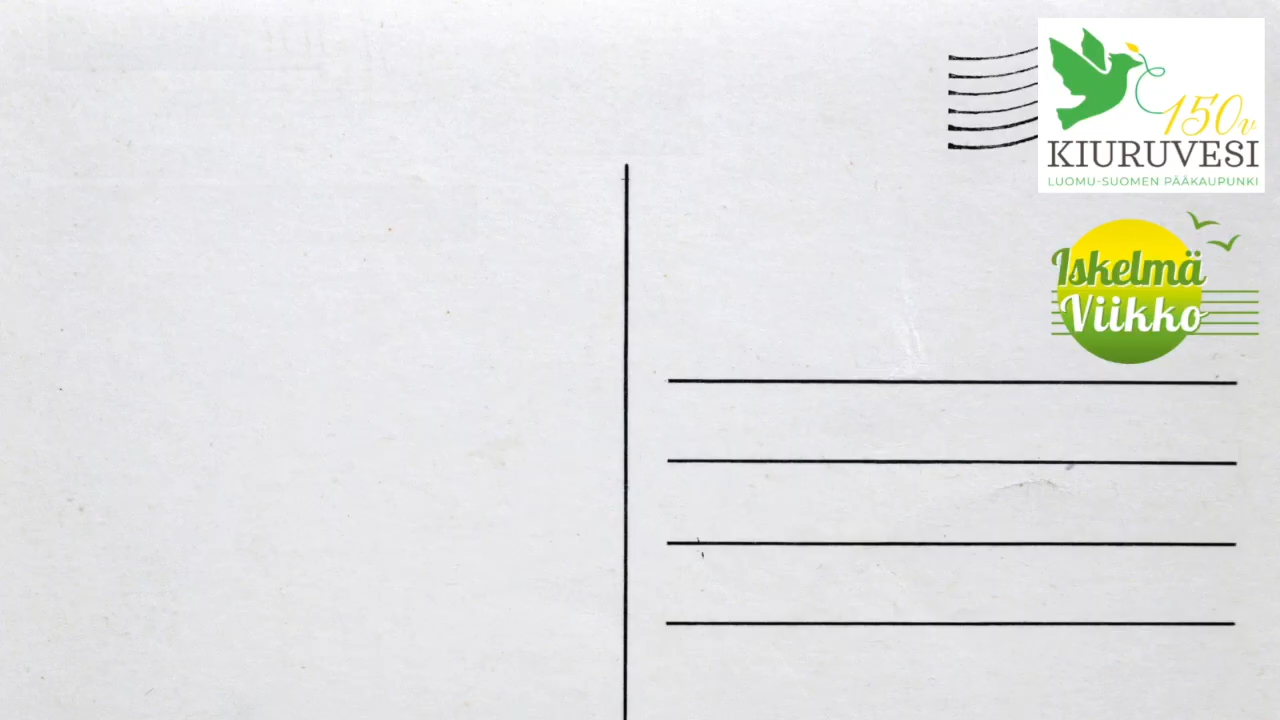 150v
KIURUVESI
LUOMU-SUOMEN PÄÄKAUPUNKI
Iskelmä
Viikko